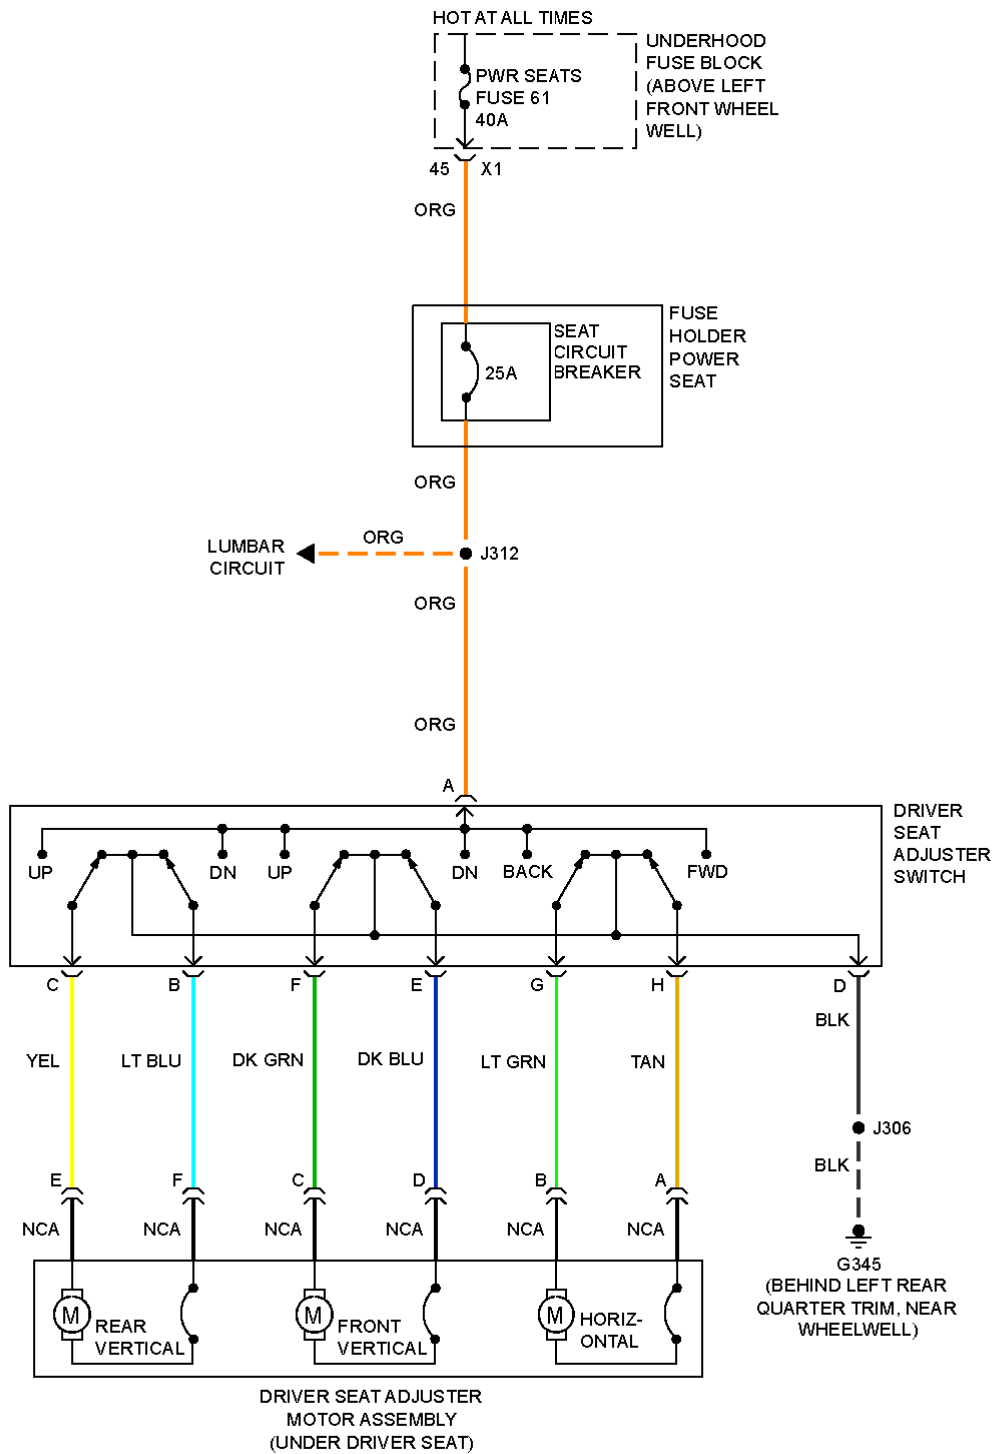 HOT AT ALL TIMES
UNDERHOOD
FUSE BLOCK
(ABOVE LEFT
FRONT WHEEL
WELL)
PWR SEATS
FUSE 61
40A
45 X1
ORG
FUSE
HOLDER
POWER
SEAT
SEAT
CIRCUIT
BREAKER
25A
ORG
ORG
LUMBAR
CIRCUIT
J312
ORG
ORG
A
DRIVER
SEAT
ADJUSTER
SWITCH
UP DN UP DN BACK FWD
C B F E G H D
BLK
YEL LT BLU DK GRN DK BLU LT GRN TAN
J306
BLK
E F C D B A
NCA NCA NCA NCA NCA NCA
G345
(BEHIND LEFT REAR
QUARTER TRIM, NEAR
WHEELWELL)
M REAR
VERTICAL
M FRONT
VERTICAL
M HORIZ-
ONTAL
DRIVER SEAT ADJUSTER
MOTOR ASSEMBLY
(UNDER DRIVER SEAT)